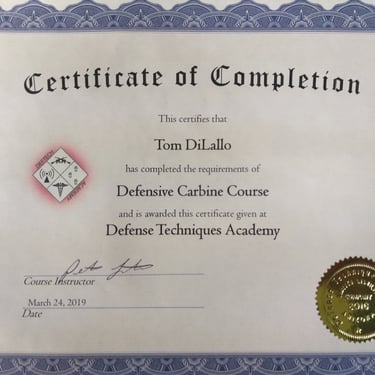 Certificate of Completion
This certifies that
Tom DiLallo
has completed the requirements of
Defensive Carbine Course
and is awarded this certificate given at
Defense Techniques Academy
Course Instructor
March 24, 2019
Date
2019